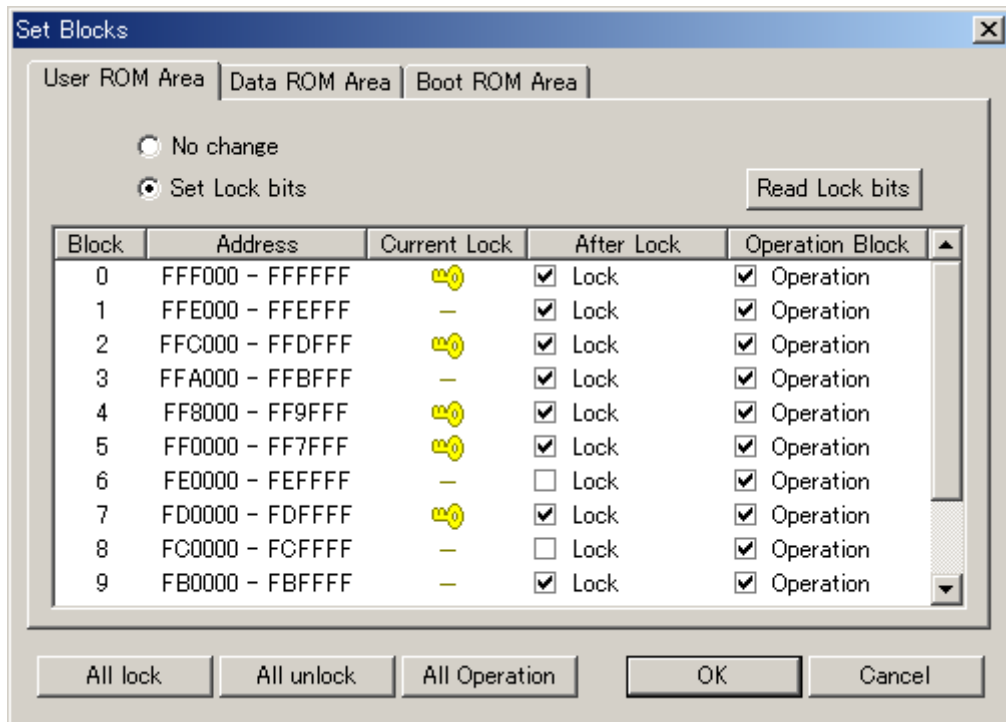 Set Blocks
User ROM Area Data ROM Area Boot ROM Area
No change
Set Lock bits Read Lock bits
Block Address Current Lock After Lock Operation Block
0 FFF000 - FFFFFF Lock Operation
1 FFE000 - FFEFFF – Lock Operation
2 FFC000 - FFDFFF Lock Operation
3 FFA000 - FFBFFF – Lock Operation
4 FF8000 - FF9FFF Lock Operation
5 FF0000 - FF7FFF Lock Operation
6 FE0000 - FEFFFF – Lock Operation
7 FD0000 - FDFFFF Lock Operation
8 FC0000 - FCFFFF – Lock Operation
9 FB0000 - FBFFFF – Lock Operation
All lock All unlock All Operation OK Cancel